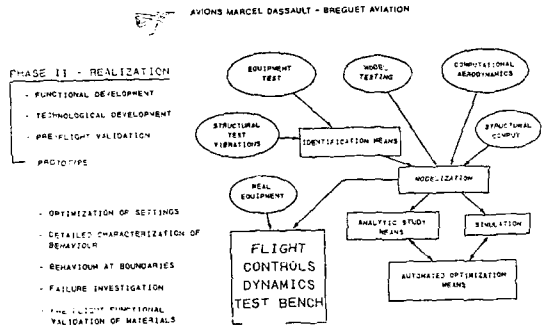 AVIONS MARCEL DASSAULT - BREGUET AVIATION
PHASE II - REALIZATION
- FUNCTIONAL DEVELOPMENT
- TECHNOLOGICAL DEVELOPMENT
- PRE-FLIGHT VALIDATION
PROTOTYPE
EQUIPMENT
TEST
MODEL
TESTING
COMPUTATIONAL
AERODYNAMICS
STRUCTURAL
TEST
VIBRATIONS
IDENTIFICATION MEANS
STRUCTURAL
COMPUT
MODELIZATION
REAL
EQUIPMENT
ANALYTIC STUDY
MEANS
SIMULATION
FLIGHT
CONTROLS
DYNAMICS
TEST BENCH
AUTOMATED OPTIMIZATION
MEANS
- OPTIMIZATION OF SETTINGS
- DETAILED CHARACTERIZATION OF
BEHAVIOUR
- BEHAVIOUR AT BOUNDARIES
- FAILURE INVESTIGATION
- PRE-FLIGHT FUNCTIONAL
VALIDATION OF MATERIALS